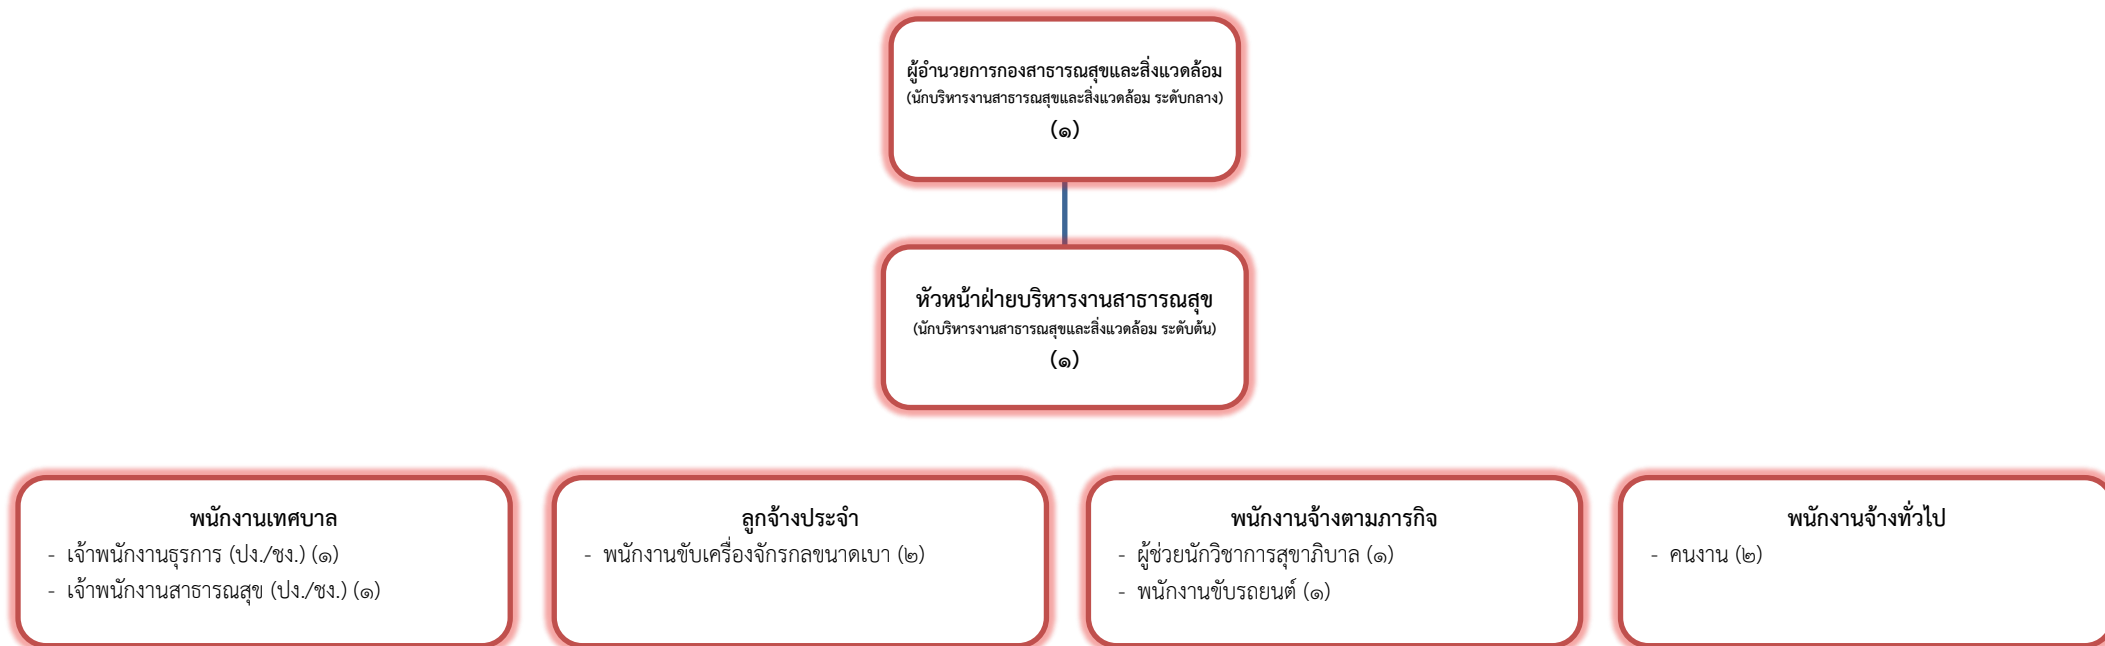 ผู้อำนวยการกองสาธารณสุขและสิ่งแวดล้อม
(นักบริหารงานสาธารณสุขและสิ่งแวดล้อม ระดับกลาง)
(๑)
หัวหน้าฝ่ายบริหารงานสาธารณสุข
(นักบริหารงานสาธารณสุขและสิ่งแวดล้อม ระดับต้น)
(๑)
พนักงานเทศบาล
- เจ้าพนักงานธุรการ (ปง./ชง.) (๑)
- เจ้าพนักงานสาธารณสุข (ปง./ชง.) (๑)
ลูกจ้างประจำ
- พนักงานขับเครื่องจักรกลขนาดเบา (๒)
พนักงานจ้างตามภารกิจ
- ผู้ช่วยนักวิชาการสุขาภิบาล (๑)
- พนักงานขับรถยนต์ (๑)
พนักงานจ้างทั่วไป
- คนงาน (๒)